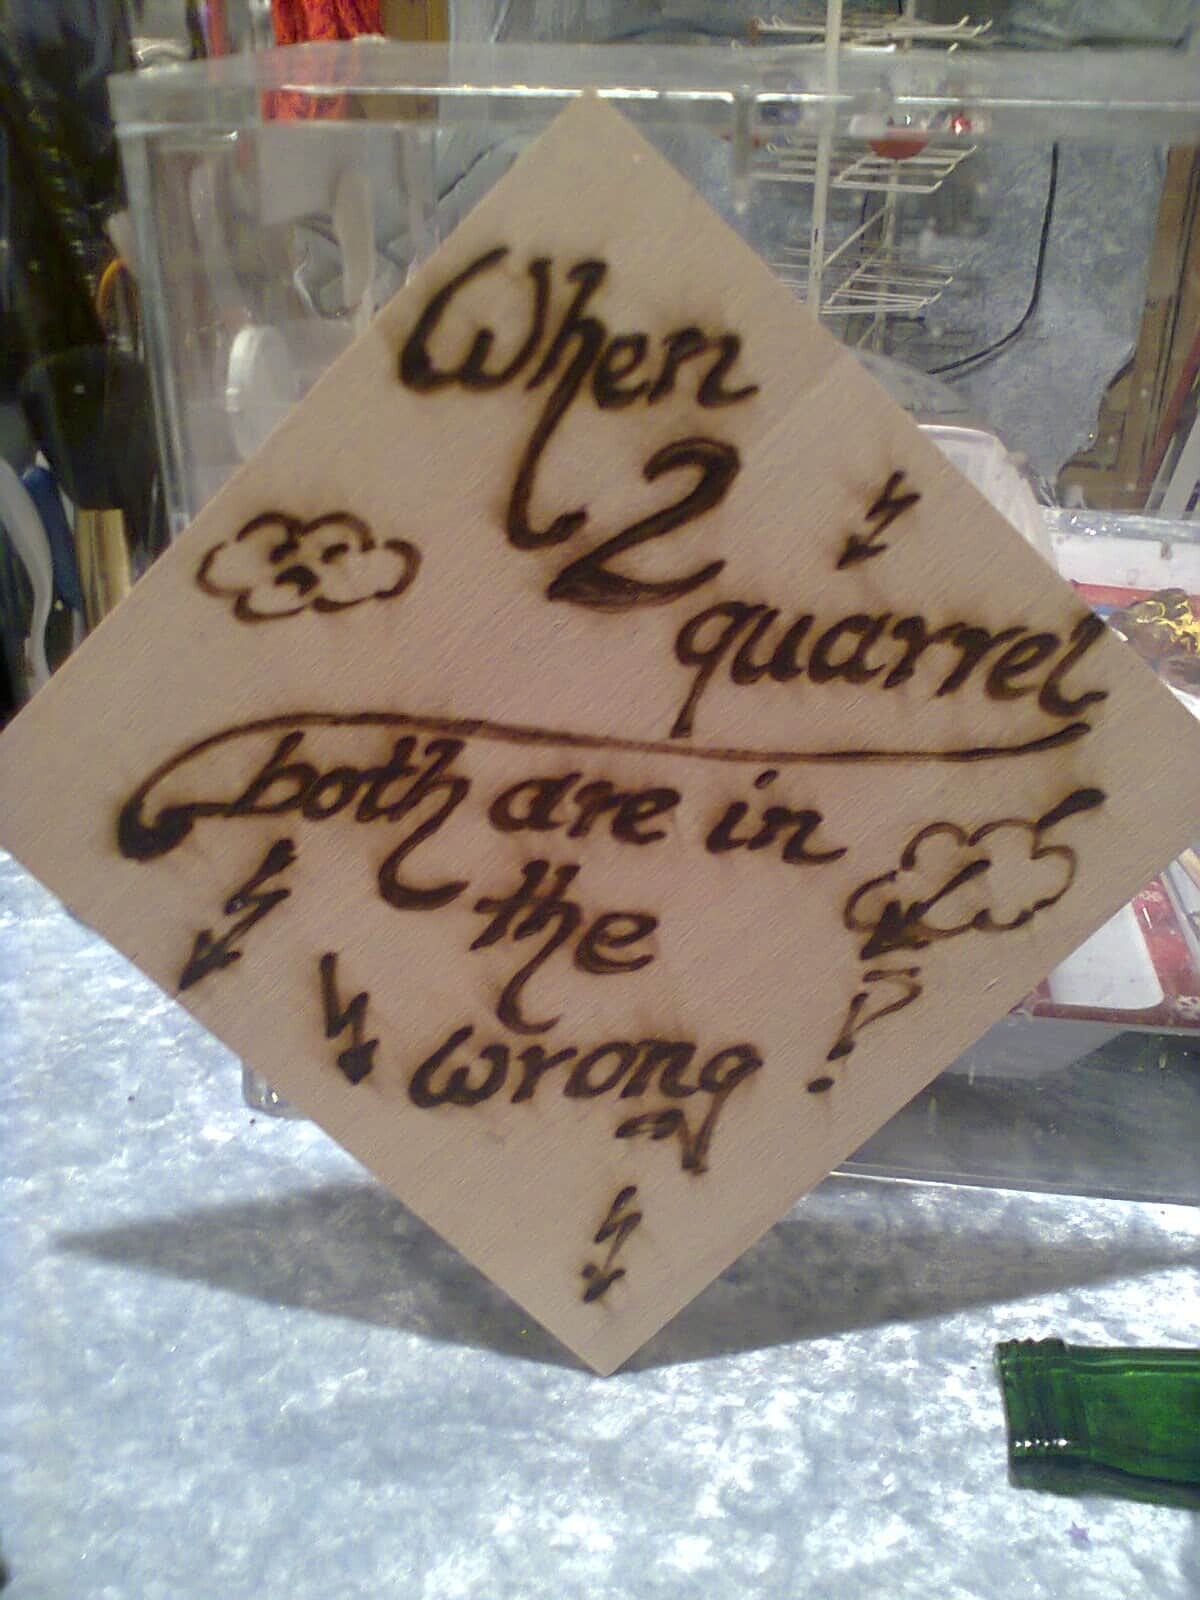 When
2
quarrel
both are in
the
wrong
!